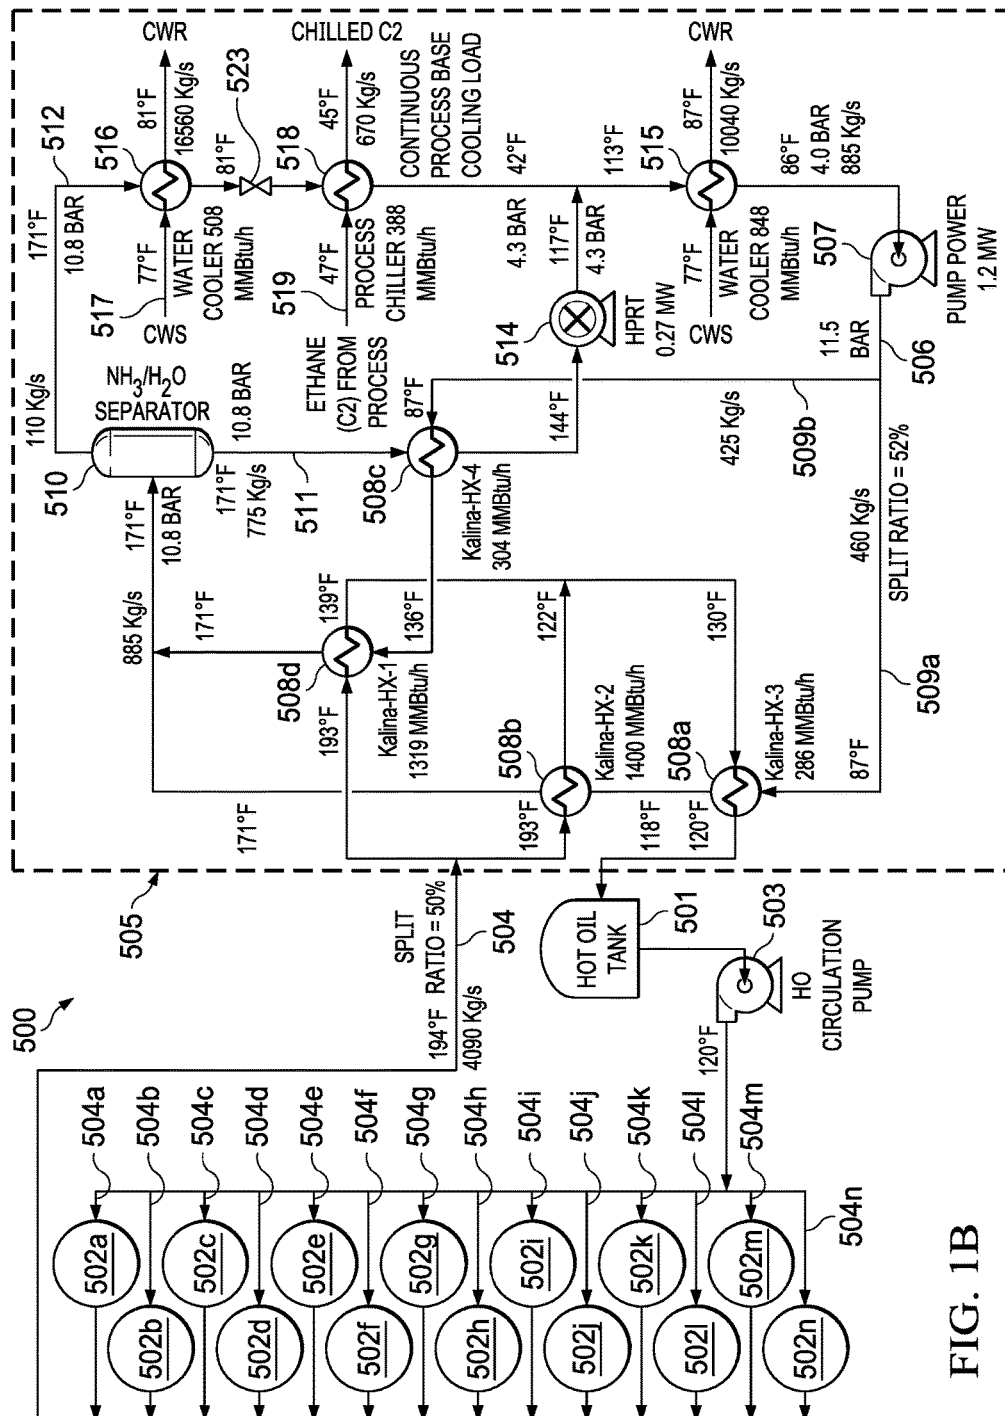 500
505
171°F
10.8 BAR
512
516
81°F
CWR
16560 Kg/s
77°F
517
CWS
WATER
COOLER 508
MMBtu/h
81°F
523
518
45°F
CHILLED C2
670 Kg/s
47°F
519
PROCESS
CHILLER 388
MMBtu/h
ETHANE
(C2) FROM
PROCESS
CONTINUOUS
PROCESS BASE
COOLING LOAD
42°F
4.3 BAR
117°F
4.3 BAR
113°F
514
HPRT
0.27 MW
144°F
515
87°F
CWR
10040 Kg/s
77°F
CWS
WATER
COOLER 848
MMBtu/h
86°F
4.0 BAR
885 Kg/s
507
PUMP POWER
1.2 MW
11.5
BAR
506
110 Kg/s
NH3/H2O
SEPARATOR
510
171°F
10.8 BAR
10.8 BAR
171°F
775 Kg/s
511
87°F
508c
Kalina-HX-4
304 MMBtu/h
425 Kg/s
509b
460 Kg/s
SPLIT RATIO = 52%
509a
885 Kg/s
171°F
139°F
136°F
508d
193°F
Kalina-HX-1
1319 MMBtu/h
122°F
130°F
171°F
193°F
508b
Kalina-HX-2
1400 MMBtu/h
118°F
508a
120°F
Kalina-HX-3
286 MMBtu/h
87°F
SPLIT
194°F RATIO = 50%
4090 Kg/s
504
HOT OIL
TANK
501
503
HO
CIRCULATION
PUMP
120°F
504a
504b
504c
504d
504e
504f
504g
504h
504i
504j
504k
504l
504m
504n
502a
502b
502c
502d
502e
502f
502g
502h
502i
502j
502k
502l
502m
502n
FIG. 1B